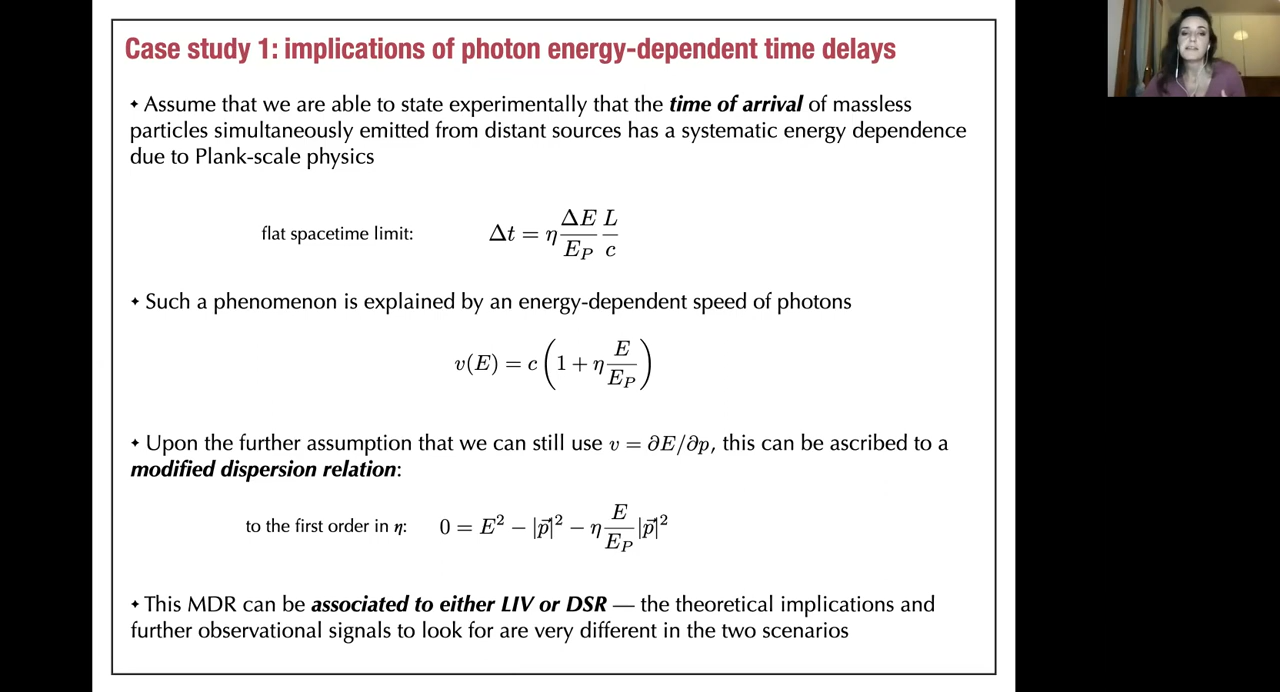 Case study 1: implications of photon energy-dependent time delays
✦ Assume that we are able to state experimentally that the time of arrival of massless
particles simultaneously emitted from distant sources has a systematic energy dependence
due to Plank-scale physics
flat spacetime limit: Δt = η ΔE/E_P L/c
✦ Such a phenomenon is explained by an energy-dependent speed of photons
v(E) = c (1 + η E/E_P)
✦ Upon the further assumption that we can still use v = ∂E/∂p, this can be ascribed to a
modified dispersion relation:
to the first order in η: 0 = E² − |p⃗|² − η E/E_P |p⃗|²
✦ This MDR can be associated to either LIV or DSR — the theoretical implications and
further observational signals to look for are very different in the two scenarios